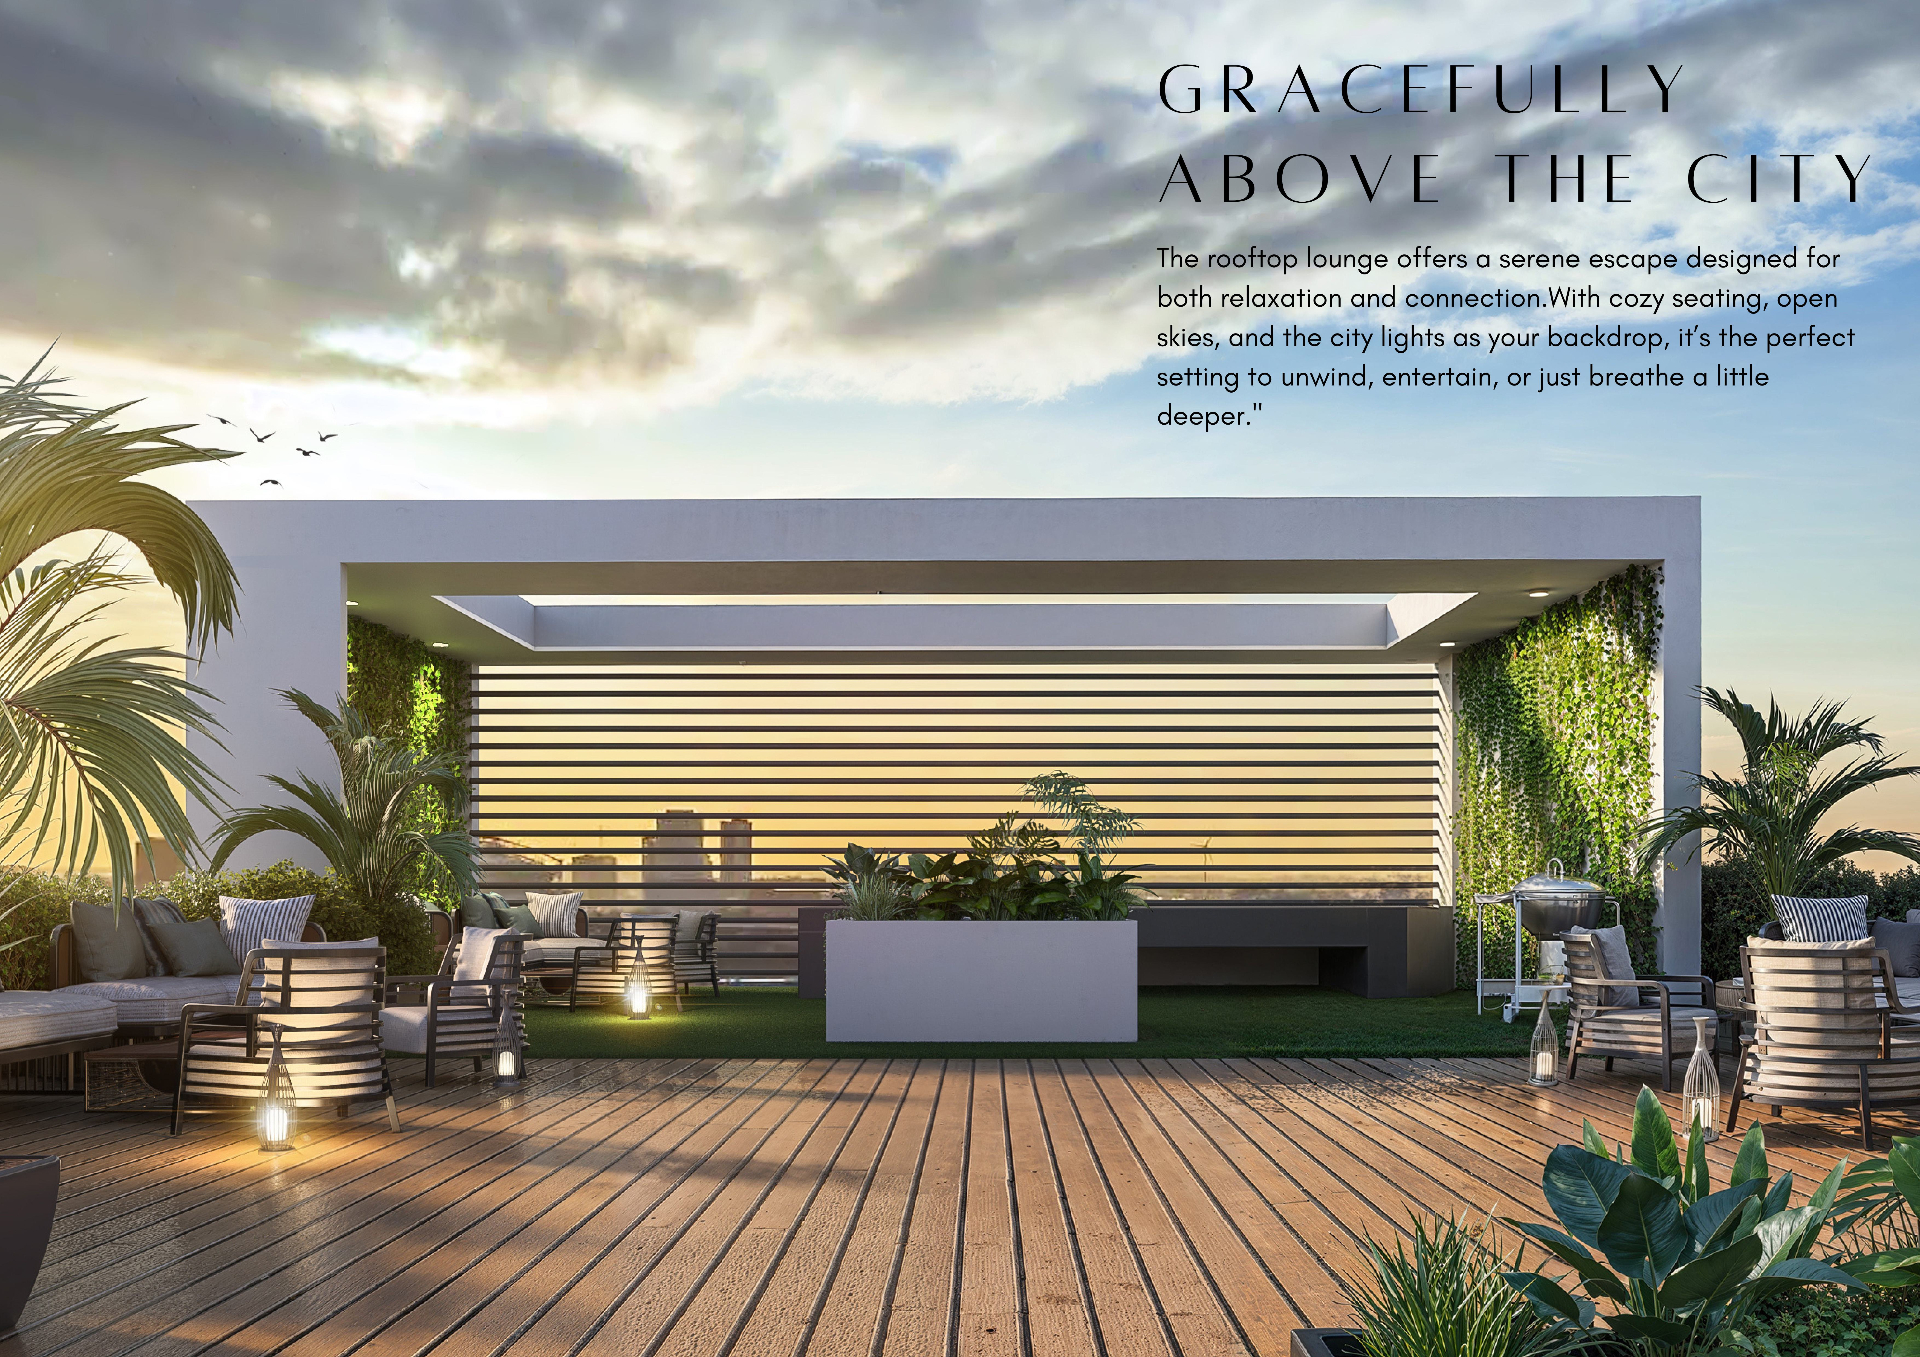 GRACEFULLY
ABOVE THE CITY
The rooftop lounge offers a serene escape designed for
both relaxation and connection.With cozy seating, open
skies, and the city lights as your backdrop, it’s the perfect
setting to unwind, entertain, or just breathe a little
deeper."